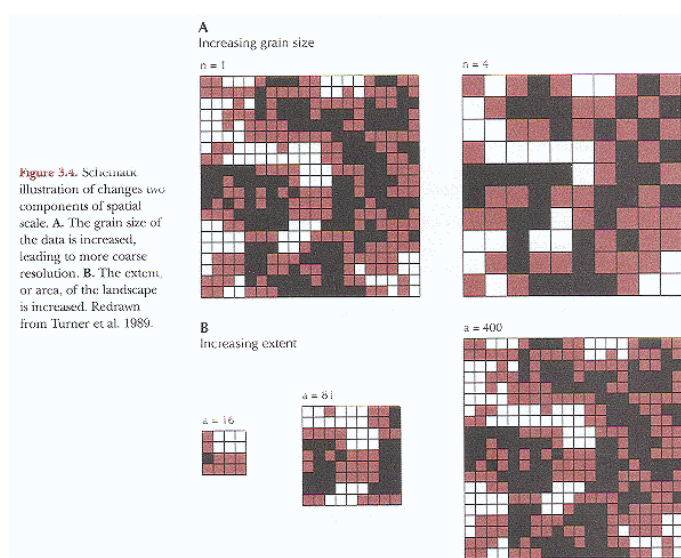 A
Increasing grain size
n = 1
n = 4
Figure 3.4. Schematic
illustration of changes two
components of spatial
scale. A. The grain size of
the data is increased,
leading to more coarse
resolution. B. The extent,
or area, of the landscape
is increased. Redrawn
from Turner et al. 1989.
B
Increasing extent
a = 16
a = 81
a = 400